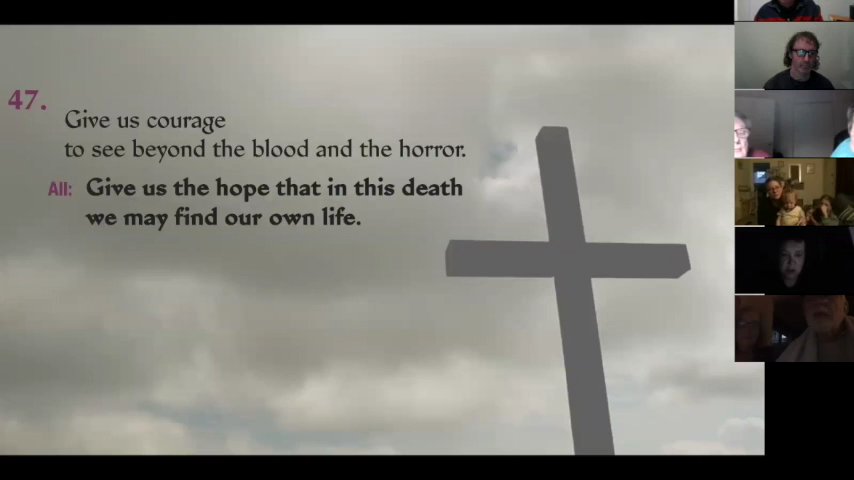 47.
Give us courage
to see beyond the blood and the horror.
All: Give us the hope that in this death
we may find our own life.